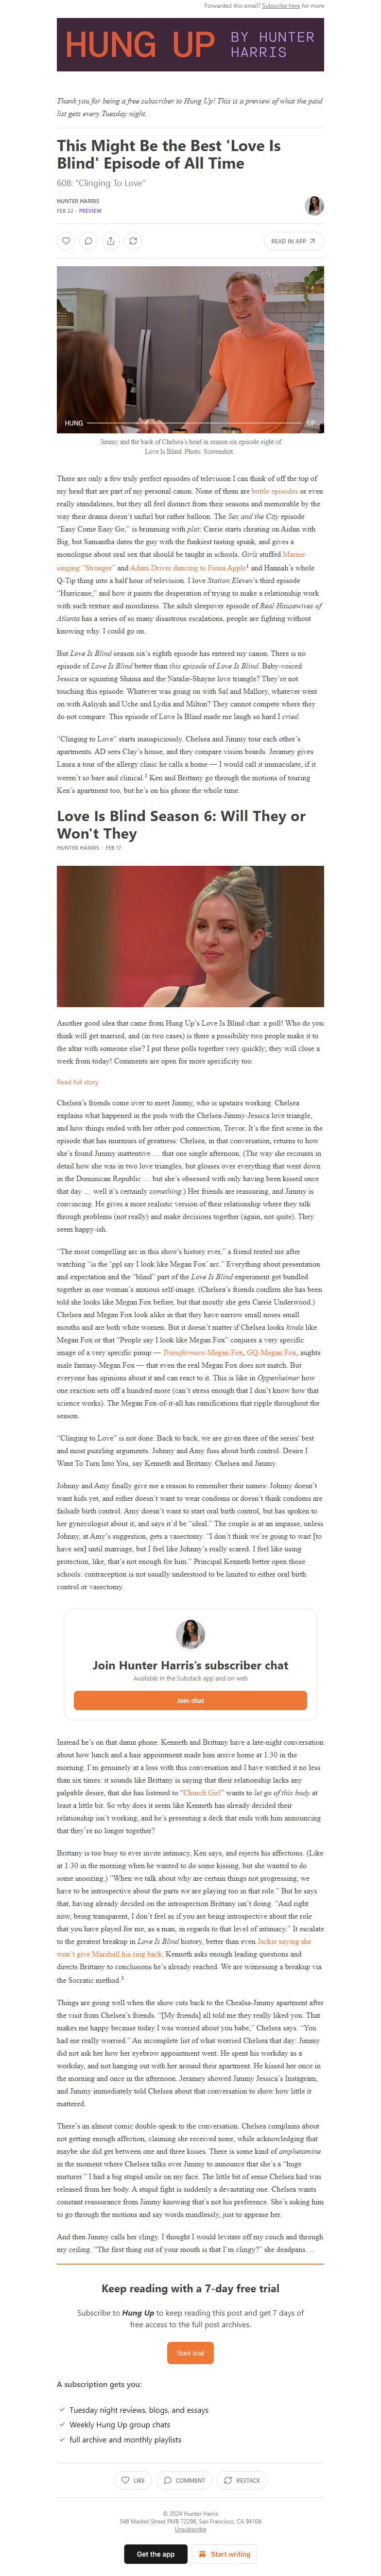 Forwarded this email? Subscribe here for more
HUNG UP BY HUNTER
HARRIS
Thank you for being a free subscriber to Hung Up! This is a preview of what the paid
list gets every Tuesday night.
This Might Be the Best 'Love Is
Blind' Episode of All Time
608: "Clinging To Love"
HUNTER HARRIS
FEB 22 · PREVIEW
READ IN APP
HUNG UP
Jimmy and the back of Chelsea's head in season six episode eight of
Love Is Blind. Photo: Screenshot.
There are only a few truly perfect episodes of television I can think of off the top of
my head that are part of my personal canon. None of them are bottle episodes or even
really standalones, but they all feel distinct from their seasons and memorable by the
way their drama doesn't unfurl but rather balloon. The Sex and the City episode
"Easy Come Easy Go," is brimming with plot: Carrie starts cheating on Aidan with
Big, but Samantha dates the guy with the funkiest tasting spunk, and gives a
monologue about oral sex that should be taught in schools. Girls stuffed Marnie
singing "Stronger" and Adam Driver dancing to Fiona Apple1 and Hannah's whole
Q-Tip thing into a half hour of television. I love Station Eleven's third episode
"Hurricane," and how it paints the desperation of trying to make a relationship work
with such texture and moodiness. The adult sleepover episode of Real Housewives of
Atlanta has a series of so many disastrous escalations, people are fighting without
knowing why. I could go on.
But Love Is Blind season six's eighth episode has entered my canon. There is no
episode of Love Is Blind better than this episode of Love Is Blind. Baby-voiced
Jessica or squinting Shaina and the Natalie-Shayne love triangle? They're not
touching this episode. Whatever was going on with Sal and Mallory, whatever went
on with Aaliyah and Uche and Lydia and Milton? They cannot compete where they
do not compare. This episode of Love Is Blind made me laugh so hard I cried.
"Clinging to Love" starts inauspiciously. Chelsea and Jimmy tour each other's
apartments. AD sees Clay's house, and they compare vision boards. Jeramey gives
Laura a tour of the allergy clinic he calls a home — I would call it immaculate, if it
weren't so bare and clinical.2 Ken and Brittany go through the motions of touring
Ken's apartment too, but he's on his phone the whole time.
Love Is Blind Season 6: Will They or
Won't They
HUNTER HARRIS · FEB 17
Another good idea that came from Hung Up's Love Is Blind chat: a poll! Who do you
think will get married, and (in two cases) is there a possibility two people make it to
the altar with someone else? I put these polls together very quickly; they will close a
week from today! Comments are open for more specificity too.
Read full story
Chelsea's friends come over to meet Jimmy, who is upstairs working. Chelsea
explains what happened in the pods with the Chelsea-Jimmy-Jessica love triangle,
and how things ended with her other pod connection, Trevor. It's the first scene in the
episode that has murmurs of greatness: Chelsea, in that conversation, returns to how
she's found Jimmy inattentive … that one single afternoon. (The way she recounts in
detail how she was in two love triangles, but glosses over everything that went down
in the Dominican Republic … but she's obsessed with only having been kissed once
that day … well it's certainly something.) Her friends are reassuring, and Jimmy is
convincing. He gives a more realistic version of their relationship where they talk
through problems (not really) and make decisions together (again, not quite). They
seem happy-ish.
"The most compelling arc in this show's history ever," a friend texted me after
watching "is the 'ppl say I look like Megan Fox' arc." Everything about presentation
and expectation and the "blind" part of the Love Is Blind experiment get bundled
together in one woman's anxious self-image. (Chelsea's friends confirm she has been
told she looks like Megan Fox before, but that mostly she gets Carrie Underwood.)
Chelsea and Megan Fox look alike in that they have narrow small noses small
mouths and are both white women. But it doesn't matter if Chelsea looks kinda like
Megan Fox or that "People say I look like Megan Fox" conjures a very specific
image of a very specific pinup — Transformers-Megan Fox, GQ-Megan Fox, aughts
male fantasy-Megan Fox — that even the real Megan Fox does not match. But
everyone has opinions about it and can react to it. This is kind of like in Oppenheimer how
one reaction sets off a hundred more (can't stress enough that I don't know how that
science works). The Megan Fox-of-it-all has ramifications that ripple throughout the
season.
"Clinging to Love" is not done. Back to back, we are given three of the series' best
and most puzzling arguments. Johnny and Amy fuss about birth control. Desire I
Want To Turn Into You, say Kenneth and Brittany. Chelsea and Jimmy.
Johnny and Amy finally give me a reason to remember their names: Johnny doesn't
want kids yet, and either doesn't want to wear condoms or doesn't think condoms are
failsafe birth control. Amy doesn't want to start oral birth control, but has spoken to
her gynecologist about it, and says it'd be "ideal." The couple is at an impasse, unless
Johnny, at Amy's suggestion, gets a vasectomy. "I don't think we're going to wait [to
have sex] until marriage, but I feel like Johnny's really scared. I feel like using
protection, like, that's not enough for him." Principal Kenneth better open those
schools: contraception is not usually understood to be limited to either oral birth
control or vasectomy.
Join Hunter Harris's subscriber chat
Available in the Substack app and on web
Join chat
Instead he's on that damn phone. Kenneth and Brittany have a late-night conversation
about how lunch and a hair appointment made him arrive home at 1:30 in the
morning. I'm genuinely at a loss with this conversation and I have watched it no less
than six times: it sounds like Brittany is saying that their relationship lacks any
palpable desire, that she has listened to "Church Girl" wants to let go of this body at
least a little bit. So why does it seem like Kenneth has already decided their
relationship isn't working, and he's presenting a deck that ends with him announcing
that they're no longer together?
Brittany is too busy to ever invite intimacy, Ken says, and rejects his affections. (Like
at 1:30 in the morning when he wanted to do some kissing, but she wanted to do
some snoozing.) "When we talk about why are certain things not progressing, we
have to be introspective about the parts we are playing too in that role." But he says
that, having already decided on the introspection Brittany isn't doing. "And right
now, being transparent, I don't feel as if you are being introspective about the role
that you have played for me, as a man, in regards to that level of intimacy." It escalate
to the greatest breakup in Love Is Blind history, better than even Jackie saying she
won't give Marshall his ring back. Kenneth asks enough leading questions and
directs Brittany to conclusions he's already reached. We are witnessing a breakup via
the Socratic method.3
Things are going well when the show cuts back to the Chealsa-Jimmy apartment after
the visit from Chelsea's friends. "[My friends] all told me they really liked you. That
makes me happy because today I was worried about you babe," Chelsea says. "You
had me really worried." An incomplete list of what worried Chelsea that day: Jimmy
did not ask her how her eyebrow appointment went. He spent his workday as a
workday, and not hanging out with her around their apartment. He kissed her once in
the morning and once in the afternoon. Jeramey showed Jimmy Jessica's Instagram,
and Jimmy immediately told Chelsea about that conversation to show how little it
mattered.
There's an almost comic double-speak to the conversation. Chelsea complains about
not getting enough affection, claiming she received none, while acknowledging that
maybe she did get between one and three kisses. There is some kind of amphetamine
in the moment where Chelsea talks over Jimmy to announce that she's a "huge
nurturer." I had a big stupid smile on my face. The little bit of sense Chelsea had was
released from her body. A stupid fight is suddenly a devastating one. Chelsea wants
constant reassurance from Jimmy knowing that's not his preference. She's asking him
to go through the motions and say words mindlessly, just to appease her.
And then Jimmy calls her clingy. I thought I would levitate off my couch and through
my ceiling. "The first thing out of your mouth is that I'm clingy?" she deadpans. ...
Keep reading with a 7-day free trial
Subscribe to Hung Up to keep reading this post and get 7 days of
free access to the full post archives.
Start trial
A subscription gets you:
Tuesday night reviews, blogs, and essays
Weekly Hung Up group chats
full archive and monthly playlists
LIKE COMMENT RESTACK
© 2024 Hunter Harris
548 Market Street PMB 72296, San Francisco, CA 94104
Unsubscribe
Get the app Start writing